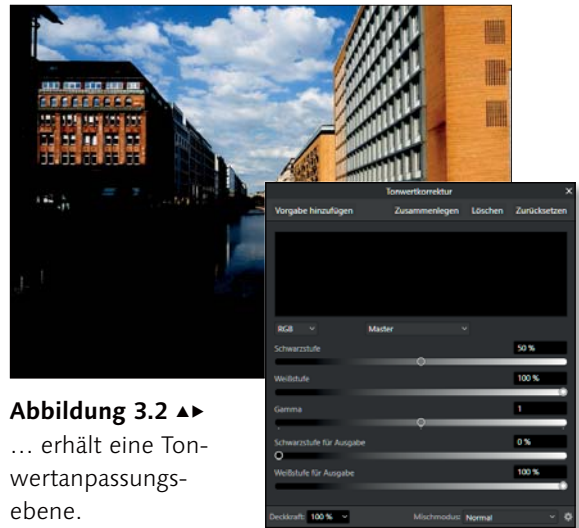 Tonwertkorrektur ×
Vorgabe hinzufügen Zusammenlegen Löschen Zurücksetzen
RGB Master
Schwarzstufe 50 %
Weißstufe 100 %
Gamma 1
Schwarzstufe für Ausgabe 0 %
Weißstufe für Ausgabe 100 %
Deckkraft: 100 % Mischmodus: Normal
Abbildung 3.2 ▲▶
… erhält eine Ton-
wertanpassungs-
ebene.